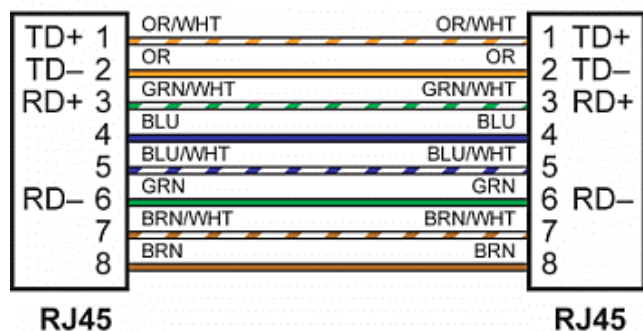 OR/WHT OR/WHT
TD+ 1 1 TD+
OR OR
TD– 2 2 TD–
GRN/WHT GRN/WHT
RD+ 3 3 RD+
BLU BLU
4 4
BLU/WHT BLU/WHT
5 5
GRN GRN
RD– 6 6 RD–
BRN/WHT BRN/WHT
7 7
BRN BRN
8 8
RJ45 RJ45